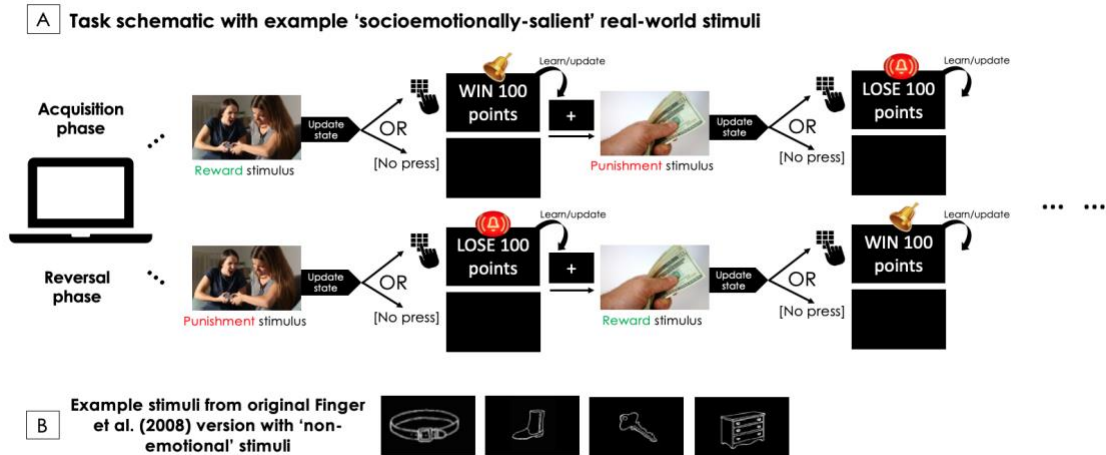 A
Task schematic with example ‘socioemotionally-salient’ real-world stimuli
Acquisition
phase
Reward stimulus
Update
state
OR
[No press]
WIN 100
points
Learn/update
+
Punishment stimulus
Update
state
OR
[No press]
LOSE 100
points
Learn/update
Reversal
phase
Punishment stimulus
Update
state
OR
[No press]
LOSE 100
points
Learn/update
+
Reward stimulus
Update
state
OR
[No press]
WIN 100
points
Learn/update
B
Example stimuli from original Finger
et al. (2008) version with ‘non-
emotional’ stimuli